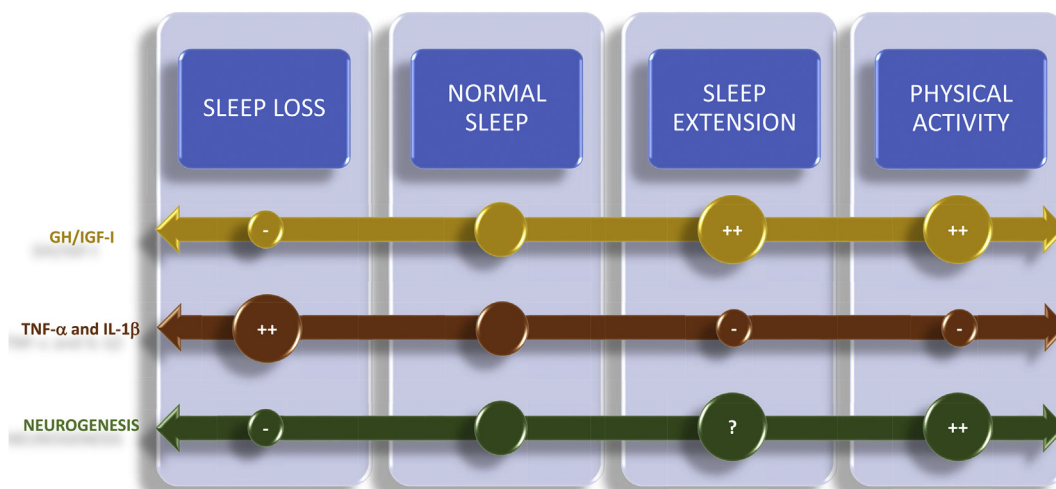 SLEEP LOSS
NORMAL
SLEEP
SLEEP
EXTENSION
PHYSICAL
ACTIVITY
GH/IGF-I
-
++
++
TNF-α and IL-1β
++
-
-
NEUROGENESIS
-
?
++